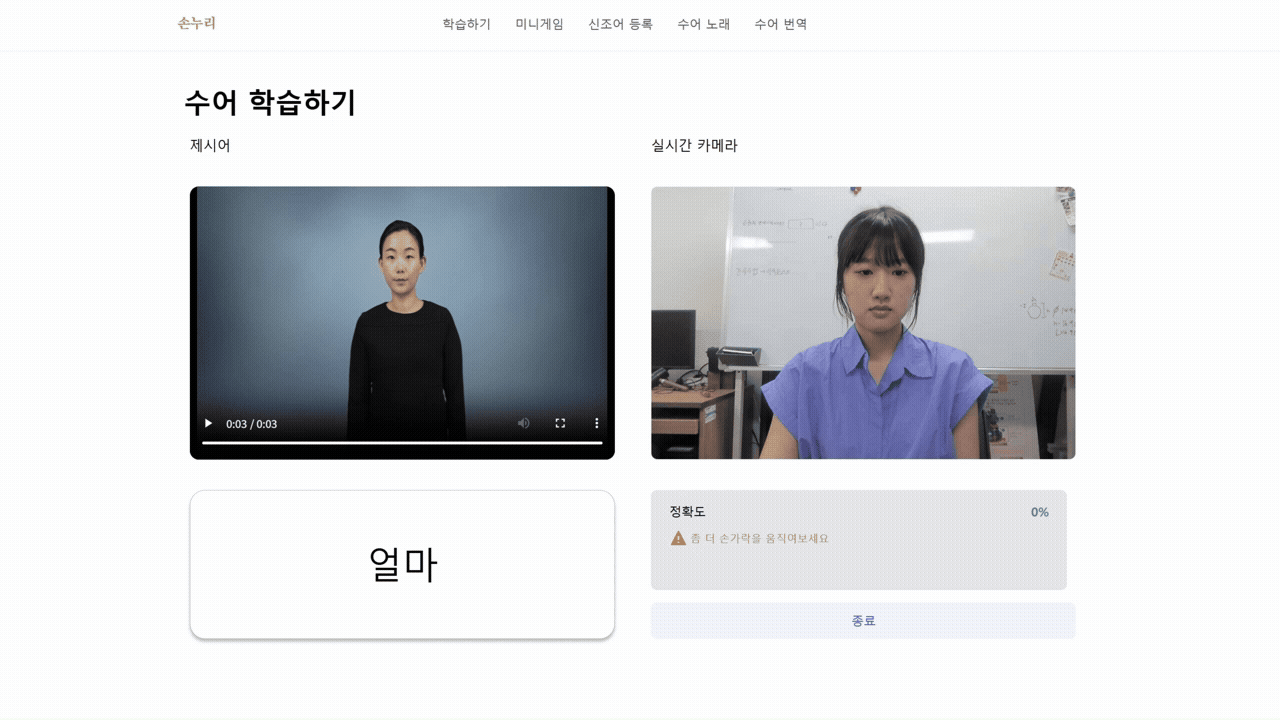 손누리
학습하기 미니게임 신조어 등록 수어 노래 수어 번역
수어 학습하기
제시어
실시간 카메라
0:03 / 0:03
얼마
정확도 0%
좀 더 손가락을 움직여보세요
종료